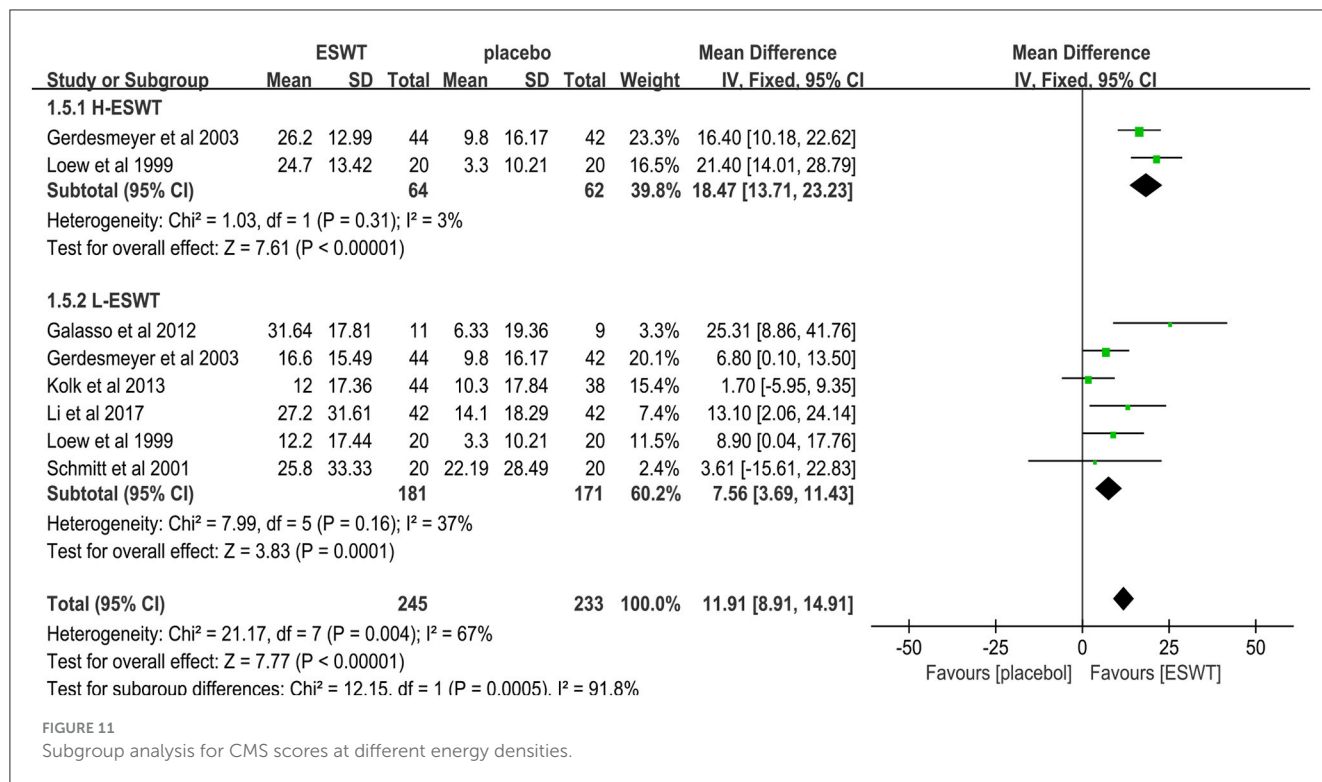 ESWT placebo Mean Difference Mean Difference
Study or Subgroup Mean SD Total Mean SD Total Weight IV, Fixed, 95% CI IV, Fixed, 95% CI
1.5.1 H-ESWT
Gerdesmeyer et al 2003 26.2 12.99 44 9.8 16.17 42 23.3% 16.40 [10.18, 22.62]
Loew et al 1999 24.7 13.42 20 3.3 10.21 20 16.5% 21.40 [14.01, 28.79]
Subtotal (95% CI) 64 62 39.8% 18.47 [13.71, 23.23]
Heterogeneity: Chi² = 1.03, df = 1 (P = 0.31); I² = 3%
Test for overall effect: Z = 7.61 (P < 0.00001)
1.5.2 L-ESWT
Galasso et al 2012 31.64 17.81 11 6.33 19.36 9 3.3% 25.31 [8.86, 41.76]
Gerdesmeyer et al 2003 16.6 15.49 44 9.8 16.17 42 20.1% 6.80 [0.10, 13.50]
Kolk et al 2013 12 17.36 44 10.3 17.84 38 15.4% 1.70 [-5.95, 9.35]
Li et al 2017 27.2 31.61 42 14.1 18.29 42 7.4% 13.10 [2.06, 24.14]
Loew et al 1999 12.2 17.44 20 3.3 10.21 20 11.5% 8.90 [0.04, 17.76]
Schmitt et al 2001 25.8 33.33 20 22.19 28.49 20 2.4% 3.61 [-15.61, 22.83]
Subtotal (95% CI) 181 171 60.2% 7.56 [3.69, 11.43]
Heterogeneity: Chi² = 7.99, df = 5 (P = 0.16); I² = 37%
Test for overall effect: Z = 3.83 (P = 0.0001)
Total (95% CI) 245 233 100.0% 11.91 [8.91, 14.91]
Heterogeneity: Chi² = 21.17, df = 7 (P = 0.004); I² = 67%
Test for overall effect: Z = 7.77 (P < 0.00001)
Test for subgroup differences: Chi² = 12.15, df = 1 (P = 0.0005), I² = 91.8%
-50 -25 0 25 50
Favours [placebol] Favours [ESWT]
FIGURE 11
Subgroup analysis for CMS scores at different energy densities.